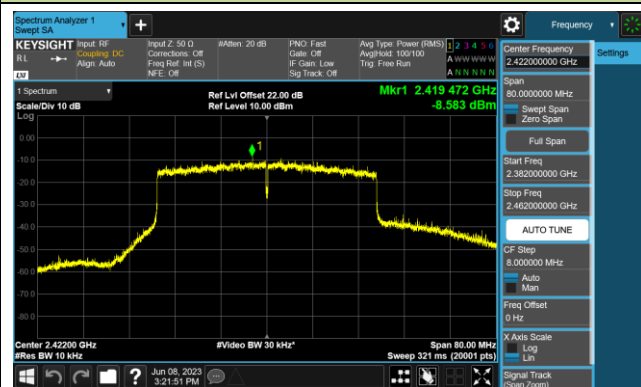 Spectrum Analyzer 1
Swept SA
+
Frequency
KEYSIGHT
RL
Input: RF
Coupling: DC
Align: Auto
Input Z: 50 Ω
Corrections: Off
Freq Ref: Int (S)
NFE: Off
#Atten: 20 dB
PNO: Fast
Gate: Off
IF Gain: Low
Sig Track: Off
Avg Type: Power (RMS)
Avg|Hold: 100/100
Trig: Free Run
1 2 3 4 5 6
A W W W W W
A N N N N N
Center Frequency
2.422000000 GHz
Settings
Span
80.0000000 MHz
Swept Span
Zero Span
Full Span
Start Freq
2.382000000 GHz
Stop Freq
2.462000000 GHz
AUTO TUNE
CF Step
8.000000 MHz
Auto
Man
Freq Offset
0 Hz
X Axis Scale
Log
Lin
Signal Track
(Span Zoom)
1 Spectrum
Scale/Div 10 dB
Log
Ref Lvl Offset 22.00 dB
Ref Level 10.00 dBm
Mkr1 2.419 472 GHz
-8.583 dBm
1
0.00
-10.0
-20.0
-30.0
-40.0
-50.0
-60.0
-70.0
-80.0
Center 2.42200 GHz
#Res BW 10 kHz
#Video BW 30 kHz*
Span 80.00 MHz
Sweep 321 ms (20001 pts)
?
Jun 08, 2023
3:21:51 PM